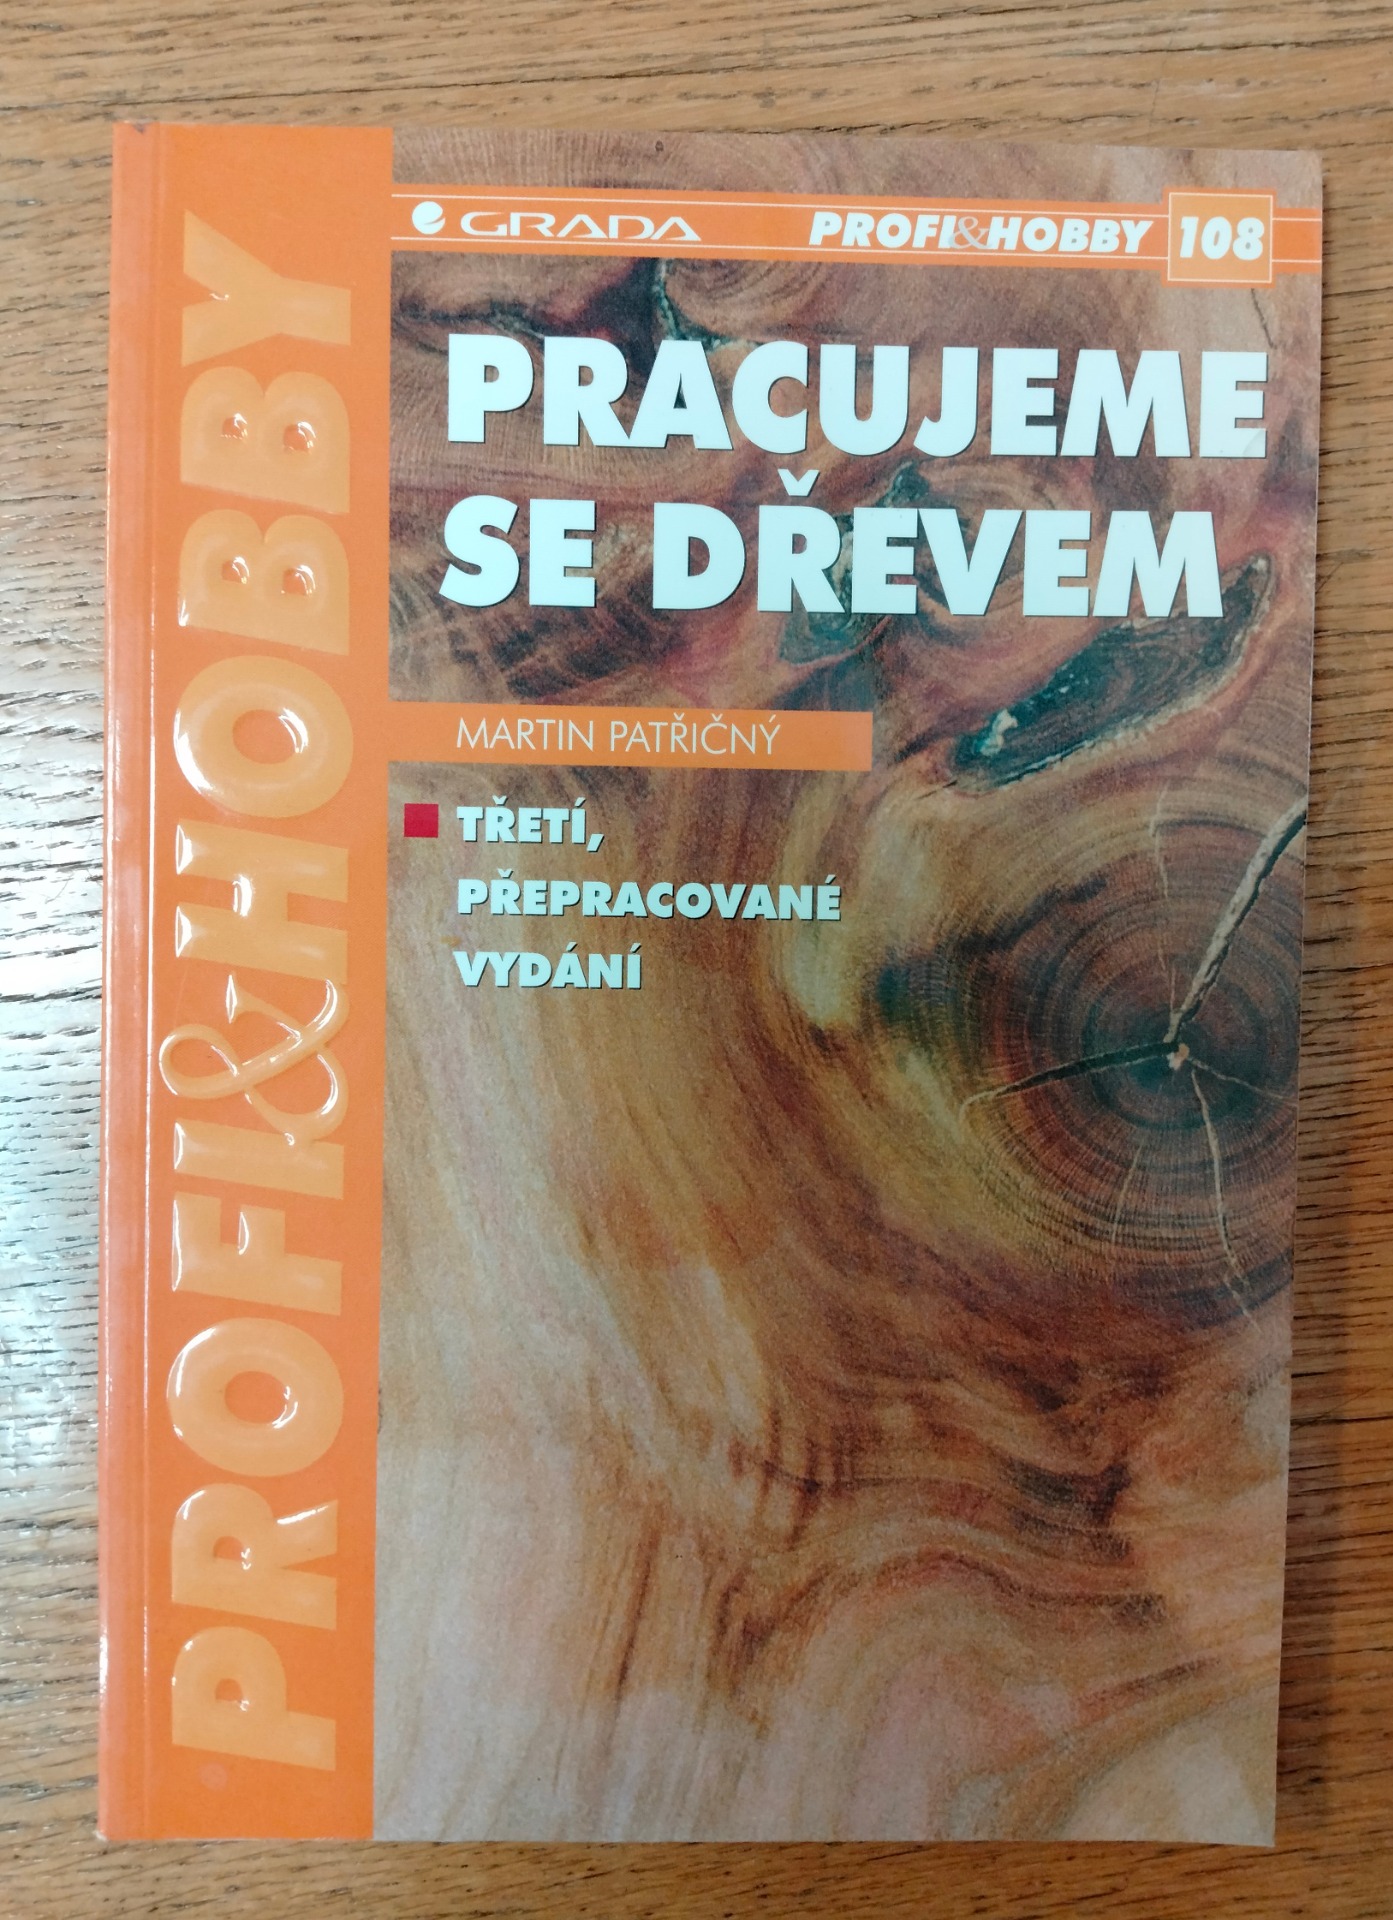 GRADA
PROFI&HOBBY 108
PRACUJEME
SE DŘEVEM
MARTIN PATŘIČNÝ
TŘETÍ,
PŘEPRACOVANÉ
VYDÁNÍ
PROFI&HOBBY